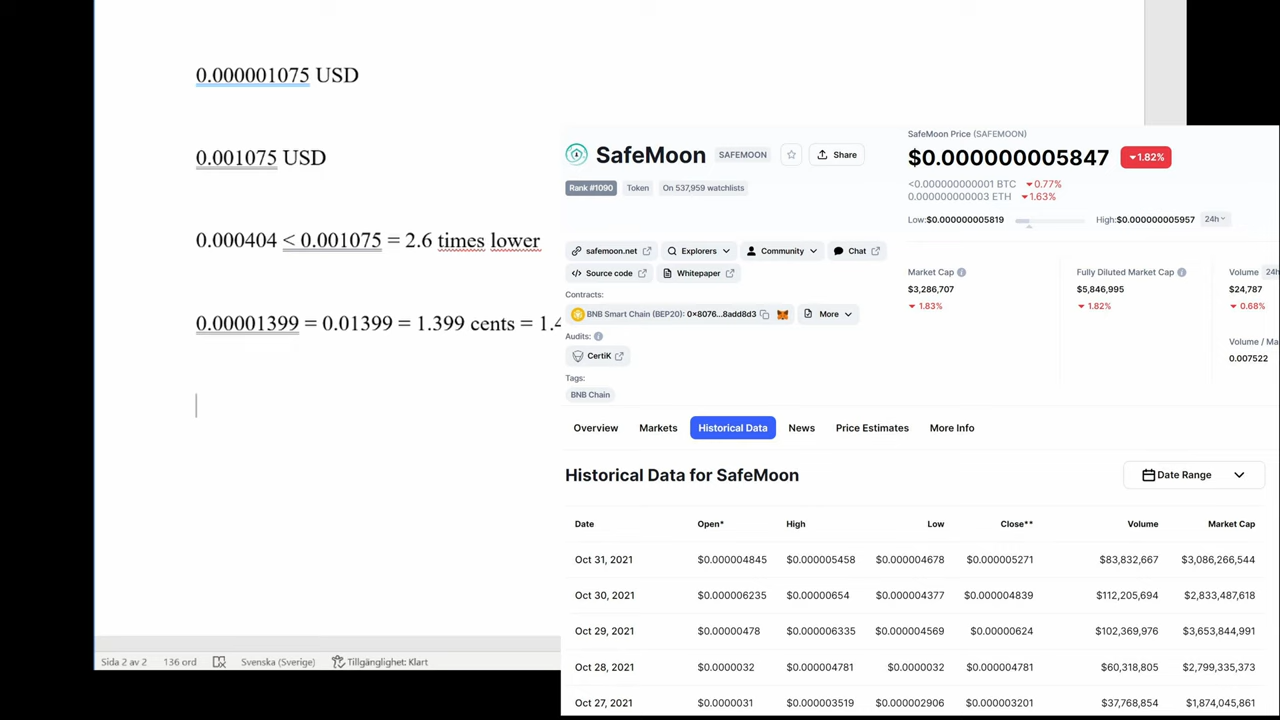 0.000001075 USD
0.001075 USD
0.000404 < 0.001075 = 2.6 times lower
0.00001399 = 0.01399 = 1.399 cents = 1.4
Sida 2 av 2 136 ord Svenska (Sverige) Tillgänglighet: Klart
SafeMoon SAFEMOON Share
Rank #1090 Token On 537,959 watchlists
SafeMoon Price (SAFEMOON)
$0.000000005847 1.82%
<0.000000000001 BTC 0.77%
0.000000000003 ETH 1.63%
Low:$0.000000005819 High:$0.000000005957 24h
safemoon.net Explorers Community Chat
Source code Whitepaper
Contracts:
BNB Smart Chain (BEP20): 0x8076...8add8d3 More
Audits:
CertiK
Tags:
BNB Chain
Market Cap
$3,286,707
1.83%
Fully Diluted Market Cap
$5,846,995
1.82%
Volume 24h
$24,787
0.68%
Volume / Ma
0.007522
Overview Markets Historical Data News Price Estimates More Info
Historical Data for SafeMoon Date Range
Date Open* High Low Close** Volume Market Cap
Oct 31, 2021 $0.000004845 $0.000005458 $0.000004678 $0.000005271 $83,832,667 $3,086,266,544
Oct 30, 2021 $0.000006235 $0.00000654 $0.000004377 $0.000004839 $112,205,694 $2,833,487,618
Oct 29, 2021 $0.00000478 $0.000006335 $0.000004569 $0.00000624 $102,369,976 $3,653,844,991
Oct 28, 2021 $0.0000032 $0.000004781 $0.0000032 $0.000004781 $60,318,805 $2,799,335,373
Oct 27, 2021 $0.0000031 $0.000003519 $0.000002906 $0.000003201 $37,768,854 $1,874,045,861